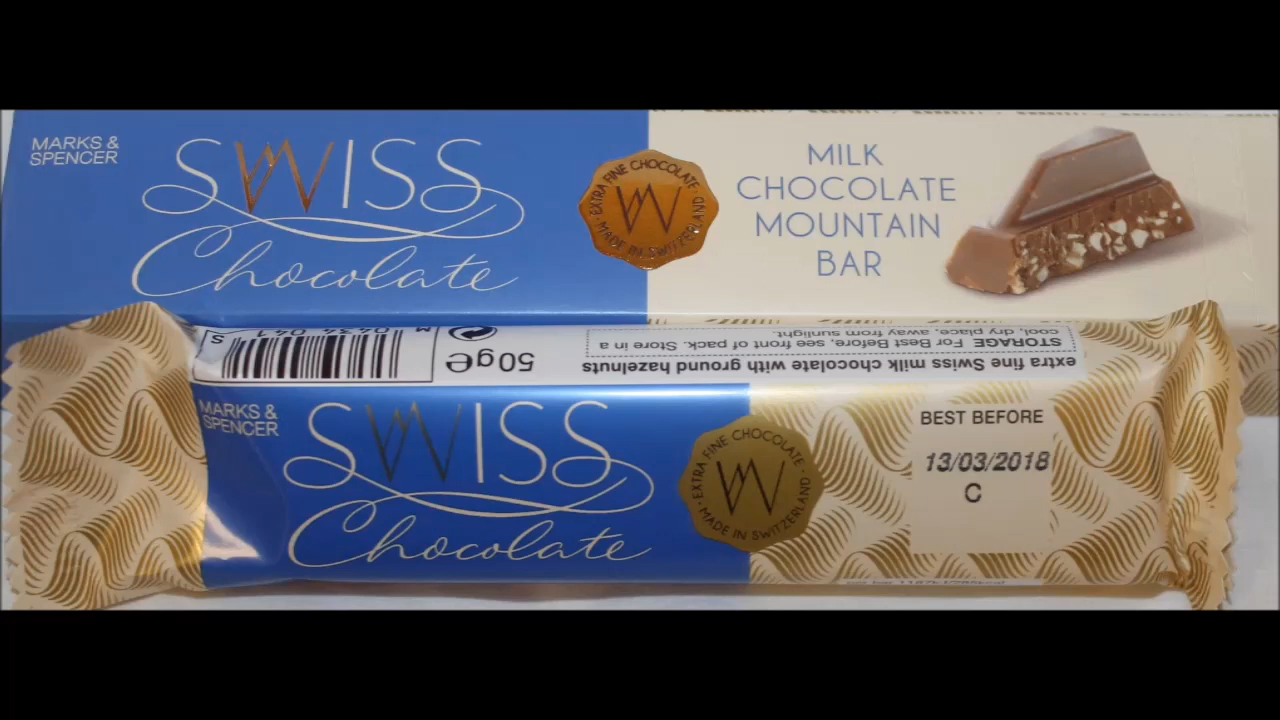 MARKS &
SPENCER
SWISS
Chocolate
EXTRA FINE CHOCOLATE
MADE IN SWITZERLAND
MILK
CHOCOLATE
MOUNTAIN
BAR
extra fine Swiss milk chocolate with ground hazelnuts
STORAGE For Best Before, see front of pack. Store in a
cool, dry place, away from sunlight.
50g e
M
S
MARKS &
SPENCER
SWISS
Chocolate
EXTRA FINE CHOCOLATE
MADE IN SWITZERLAND
BEST BEFORE
13/03/2018
C